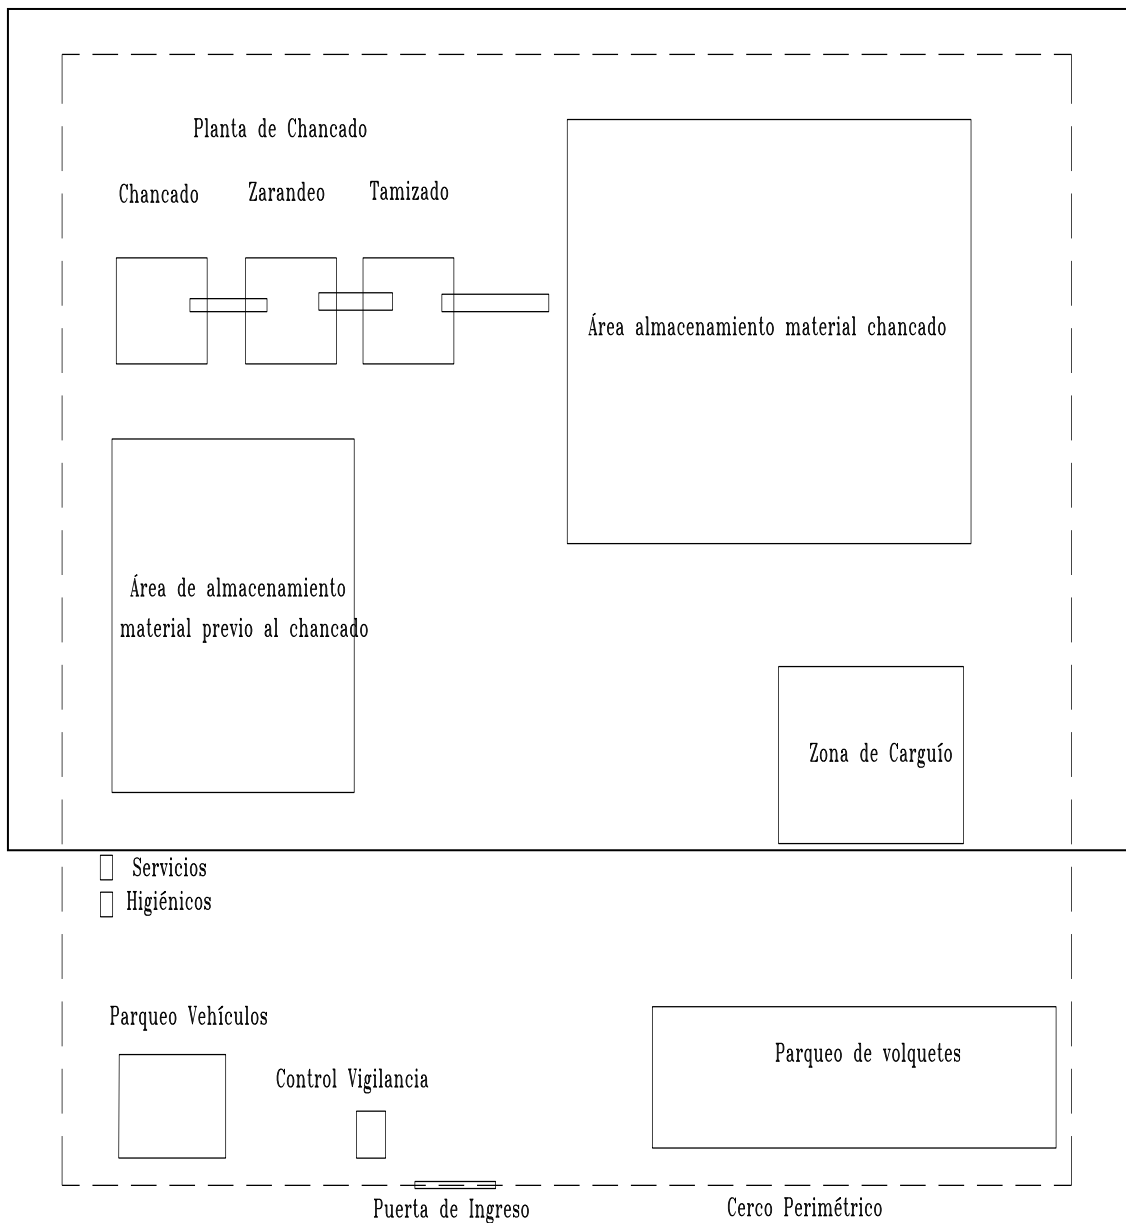 Planta de Chancado
Chancado
Zarandeo
Tamizado
Área almacenamiento material chancado
Área de almacenamiento
material previo al chancado
Zona de Carguío
Servicios
Higiénicos
Parqueo Vehículos
Parqueo de volquetes
Control Vigilancia
Puerta de Ingreso
Cerco Perimétrico